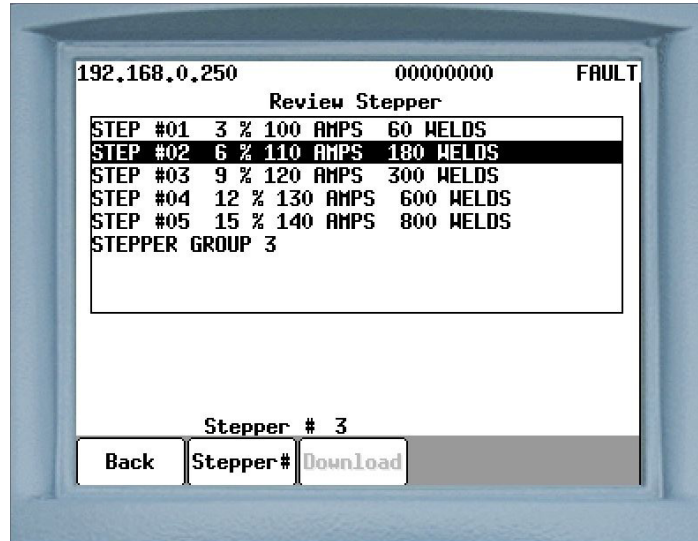 192.168.0.250 00000000 FAULT
Review Stepper
STEP #01 3 % 100 AMPS 60 WELDS
STEP #02 6 % 110 AMPS 180 WELDS
STEP #03 9 % 120 AMPS 300 WELDS
STEP #04 12 % 130 AMPS 600 WELDS
STEP #05 15 % 140 AMPS 800 WELDS
STEPPER GROUP 3
Stepper # 3
Back Stepper# Download